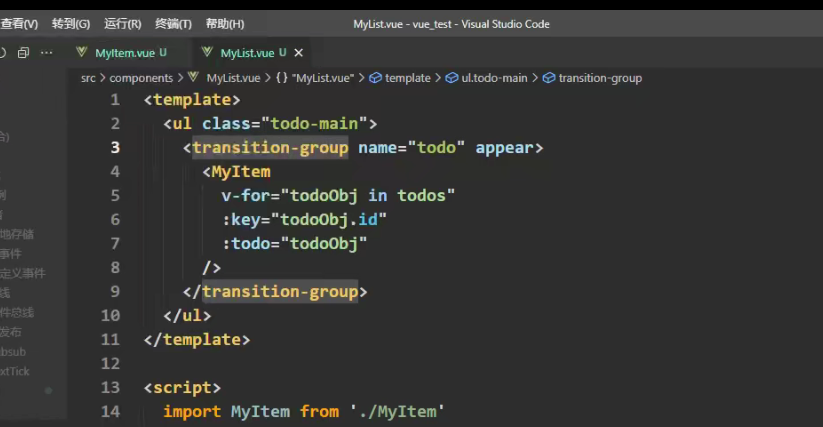 查看(V) 转到(G) 运行(R) 终端(T) 帮助(H) MyList.vue - vue_test - Visual Studio Code
MyItem.vue U MyList.vue U
src > components > MyList.vue > {} "MyList.vue" > template > ul.todo-main > transition-group
1 <template>
2 <ul class="todo-main">
3 <transition-group name="todo" appear>
4 <MyItem
5 v-for="todoObj in todos"
6 :key="todoObj.id"
7 :todo="todoObj"
8 />
9 </transition-group>
10 </ul>
11 </template>
12
13 <script>
14 import MyItem from './MyItem'
地存储
事件
定义事件
线
件总线
发布
bsub
xtTick